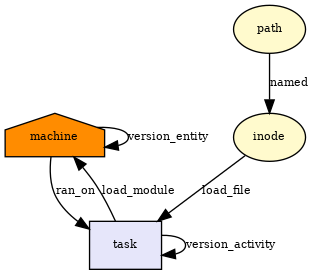 path
named
machine
version_entity
inode
ran_on
load_module
load_file
task
version_activity